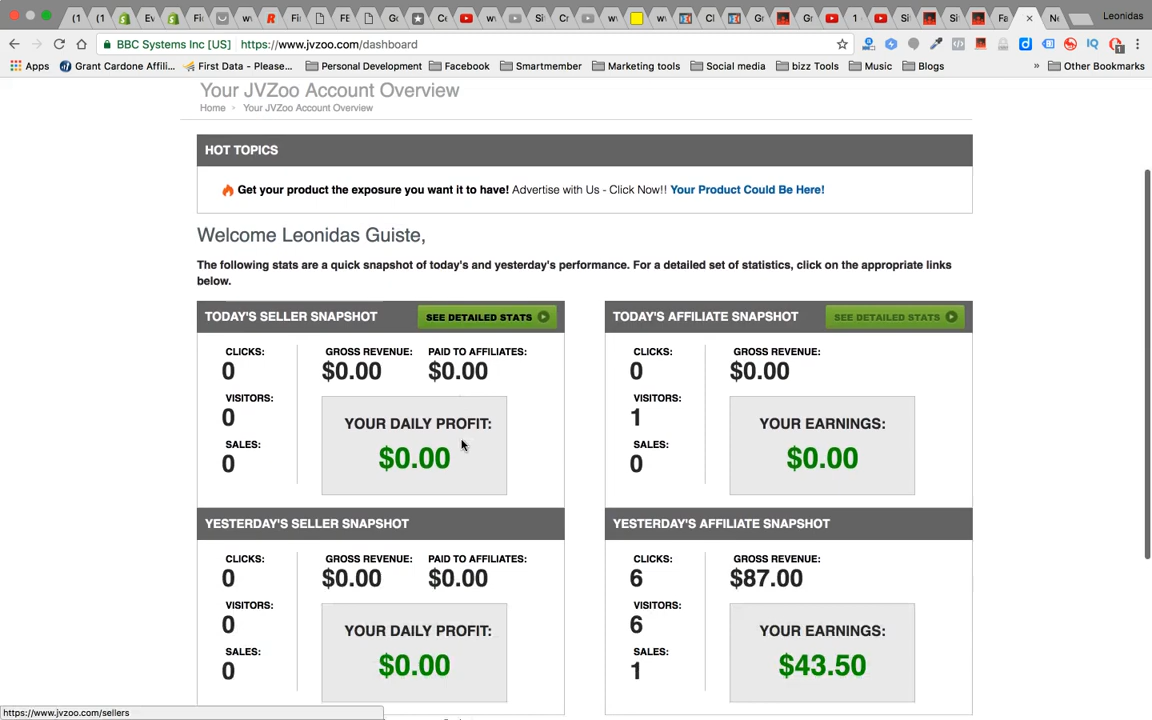 Leonidas
BBC Systems Inc [US] https://www.jvzoo.com/dashboard
Apps Grant Cardone Affili... First Data - Please... Personal Development Facebook Smartmember Marketing tools Social media bizz Tools Music Blogs » Other Bookmarks
Your JVZoo Account Overview
Home Your JVZoo Account Overview
HOT TOPICS
Get your product the exposure you want it to have! Advertise with Us - Click Now!! Your Product Could Be Here!
Welcome Leonidas Guiste,
The following stats are a quick snapshot of today's and yesterday's performance. For a detailed set of statistics, click on the appropriate links
below.
TODAY'S SELLER SNAPSHOT SEE DETAILED STATS
CLICKS: GROSS REVENUE: PAID TO AFFILIATES:
0 $0.00 $0.00
VISITORS:
0
YOUR DAILY PROFIT:
SALES:
0
$0.00
TODAY'S AFFILIATE SNAPSHOT SEE DETAILED STATS
CLICKS: GROSS REVENUE:
0 $0.00
VISITORS:
1
YOUR EARNINGS:
SALES:
0
$0.00
YESTERDAY'S SELLER SNAPSHOT
CLICKS: GROSS REVENUE: PAID TO AFFILIATES:
0 $0.00 $0.00
VISITORS:
0
YOUR DAILY PROFIT:
SALES:
0
$0.00
YESTERDAY'S AFFILIATE SNAPSHOT
CLICKS: GROSS REVENUE:
6 $87.00
VISITORS:
6
YOUR EARNINGS:
SALES:
1
$43.50
https://www.jvzoo.com/sellers